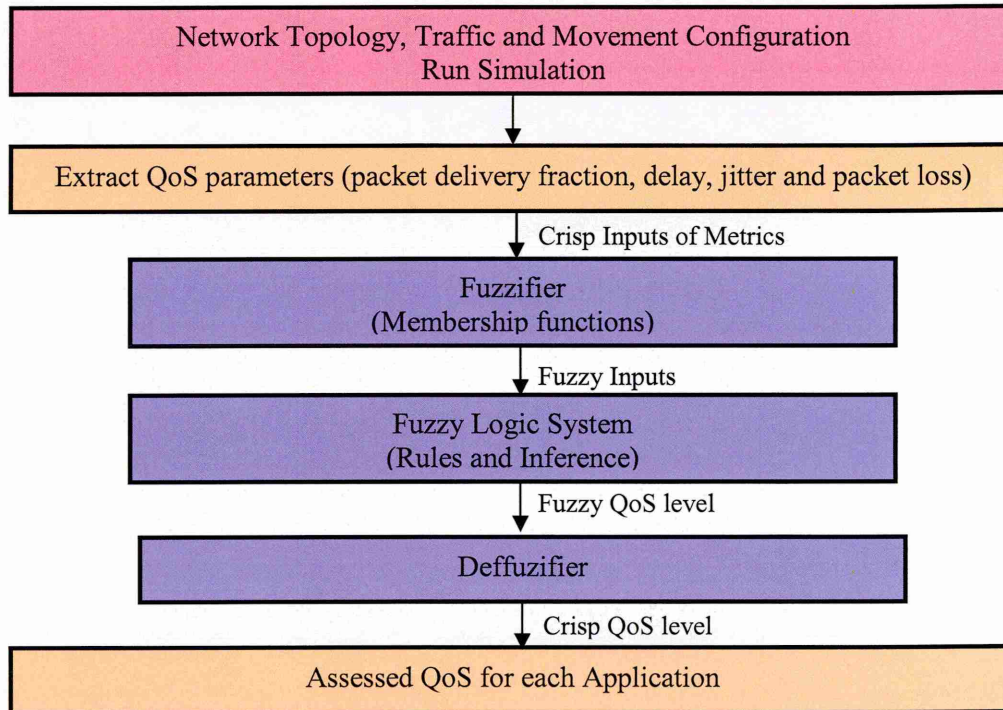 Network Topology, Traffic and Movement Configuration
Run Simulation
Extract QoS parameters (packet delivery fraction, delay, jitter and packet loss)
Crisp Inputs of Metrics
Fuzzifier
(Membership functions)
Fuzzy Inputs
Fuzzy Logic System
(Rules and Inference)
Fuzzy QoS level
Deffuzifier
Crisp QoS level
Assessed QoS for each Application